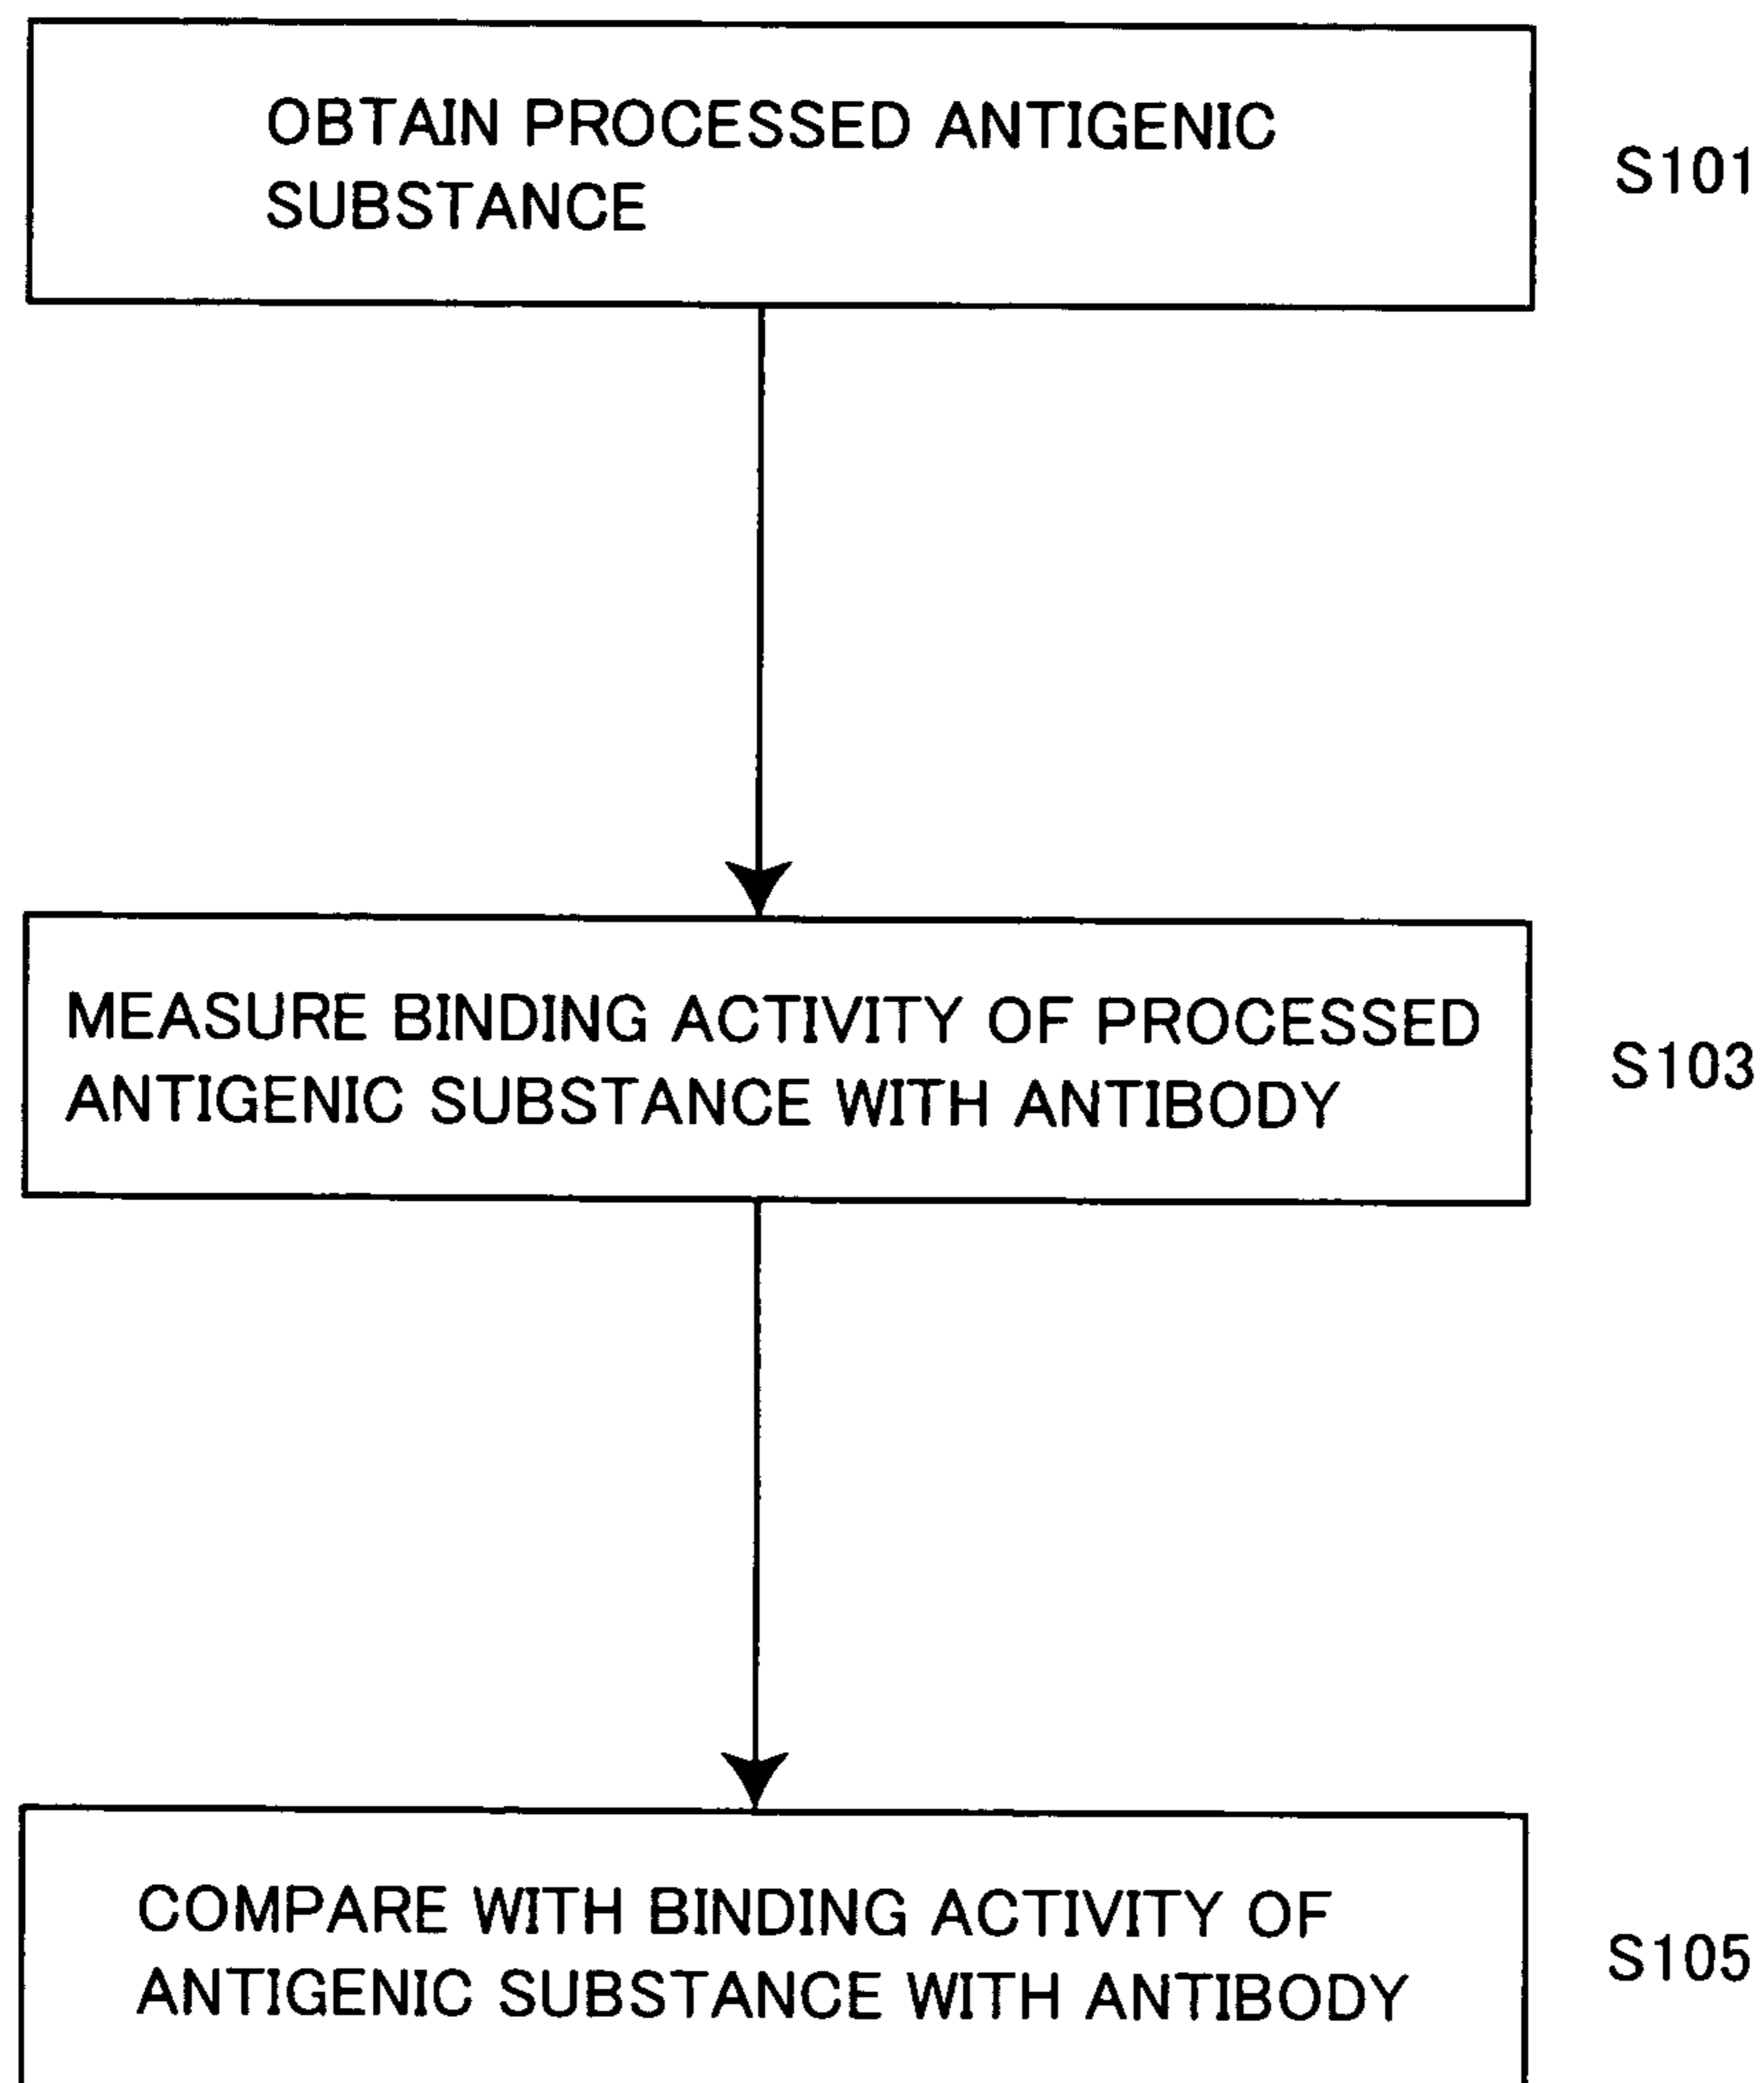 OBTAIN PROCESSED ANTIGENIC
SUBSTANCE
S101
MEASURE BINDING ACTIVITY OF PROCESSED
ANTIGENIC SUBSTANCE WITH ANTIBODY
S103
COMPARE WITH BINDING ACTIVITY OF
ANTIGENIC SUBSTANCE WITH ANTIBODY
S105